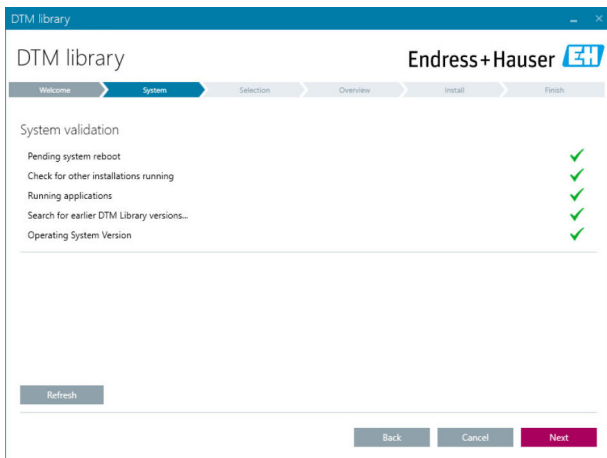 DTM library
DTM library
Endress+Hauser EH
Welcome System Selection Overview Install Finish
System validation
Pending system reboot
Check for other installations running
Running applications
Search for earlier DTM Library versions...
Operating System Version
Refresh
Back Cancel Next